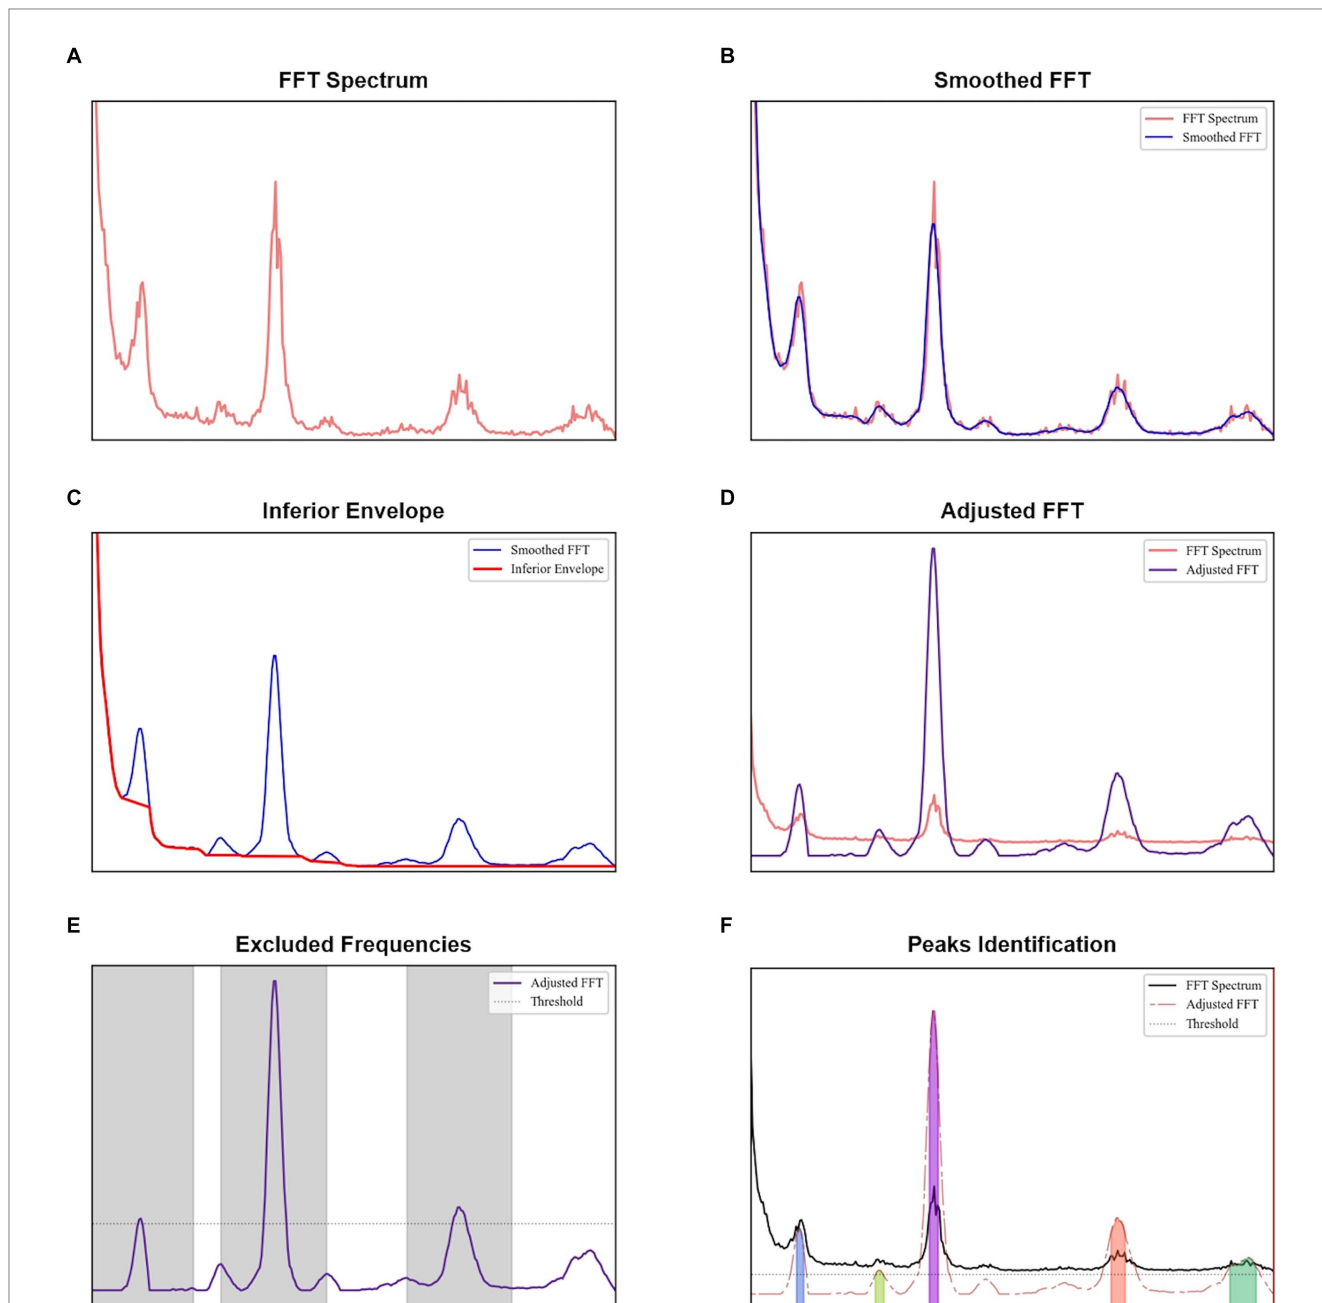 A
FFT Spectrum
B
Smoothed FFT
FFT Spectrum
Smoothed FFT
C
Inferior Envelope
Smoothed FFT
Inferior Envelope
D
Adjusted FFT
FFT Spectrum
Adjusted FFT
E
Excluded Frequencies
Adjusted FFT
Threshold
F
Peaks Identification
FFT Spectrum
Adjusted FFT
Threshold